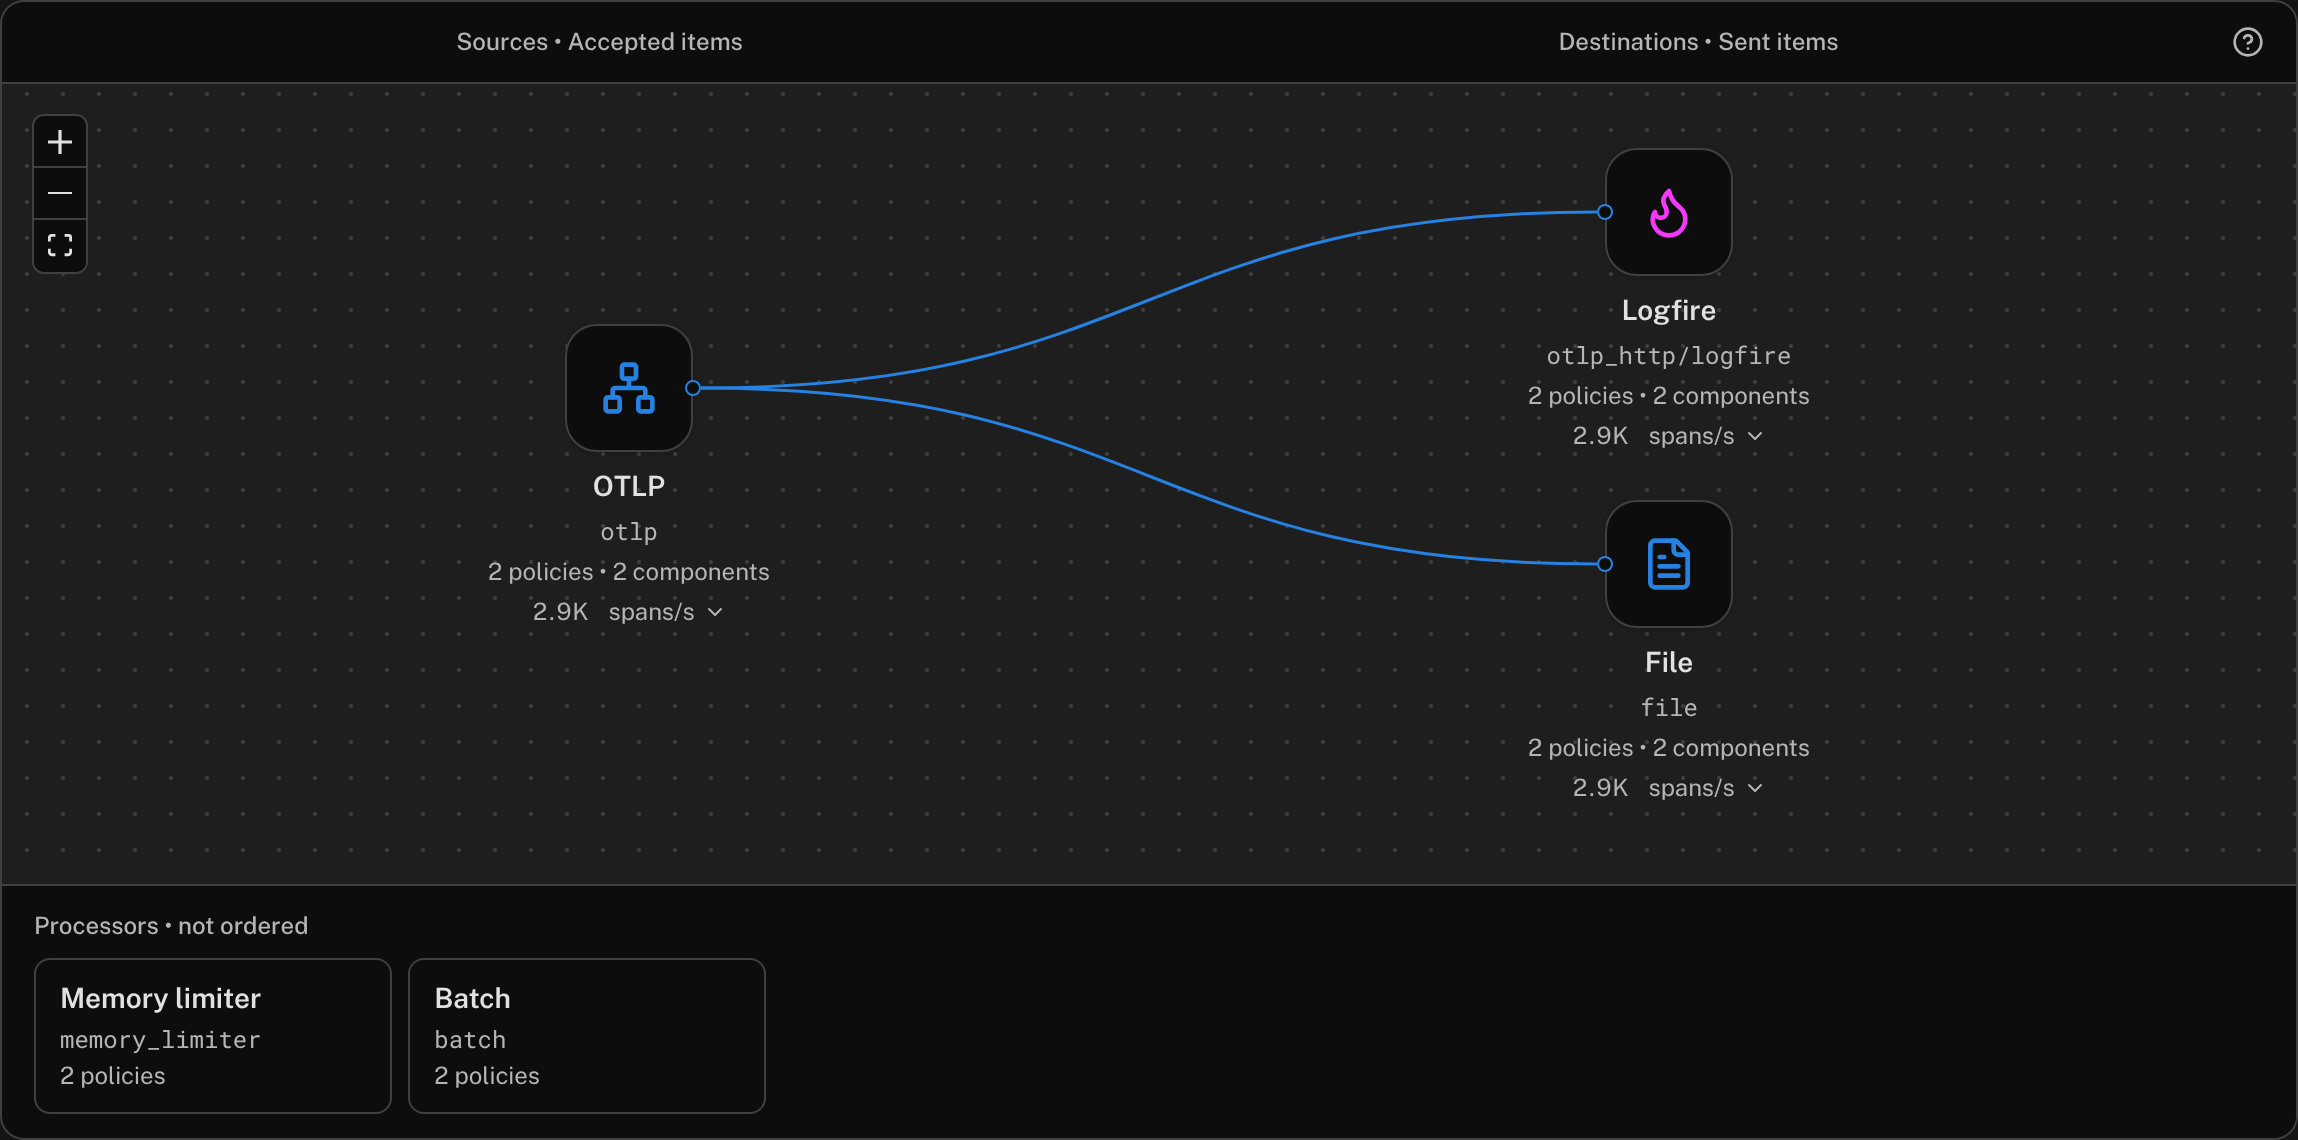 Sources • Accepted items
Destinations • Sent items
Logfire
otlp_http/logfire
2 policies • 2 components
2.9K spans/s
OTLP
otlp
2 policies • 2 components
2.9K spans/s
File
file
2 policies • 2 components
2.9K spans/s
Processors • not ordered
Memory limiter
memory_limiter
2 policies
Batch
batch
2 policies